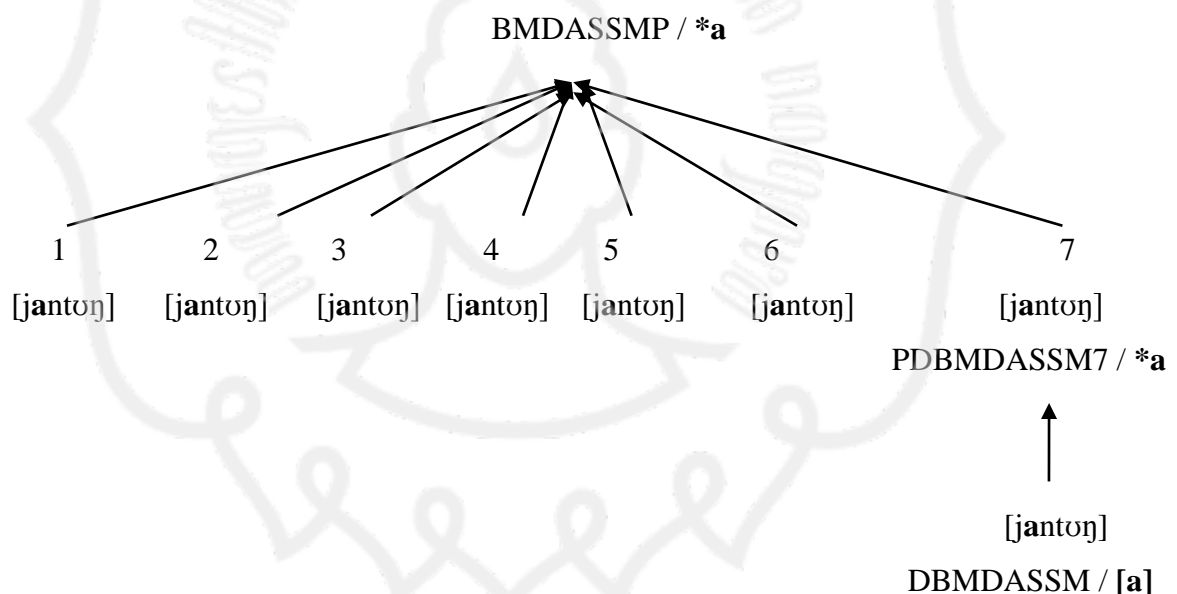 BMDASSMP / *a
1 2 3 4 5 6 7
[jantʊŋ] [jantʊŋ] [jantʊŋ] [jantʊŋ] [jantʊŋ] [jantʊŋ] [jantʊŋ]
PDBMDASSM7 / *a
[jantʊŋ]
DBMDASSM / [a]